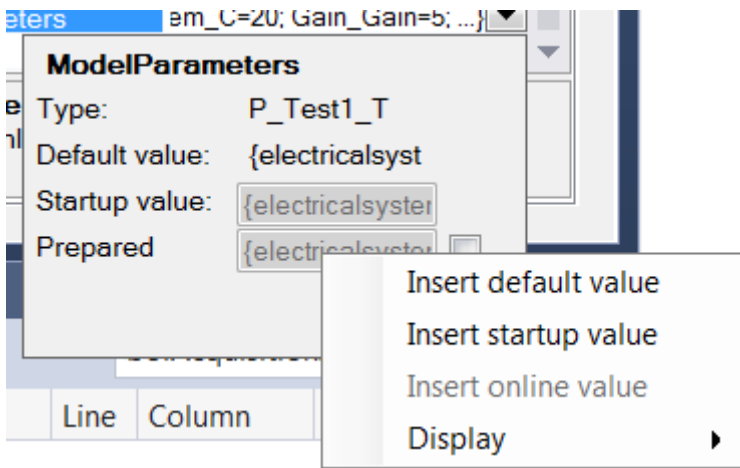 eters em_C=20; Gain_Gain=5; ...}
ModelParameters
Type: P_Test1_T
Default value: {electricalsyst
Startup value: {electricalsyster
Prepared {electricalsyster
Insert default value
Insert startup value
Insert online value
Display
Line Column